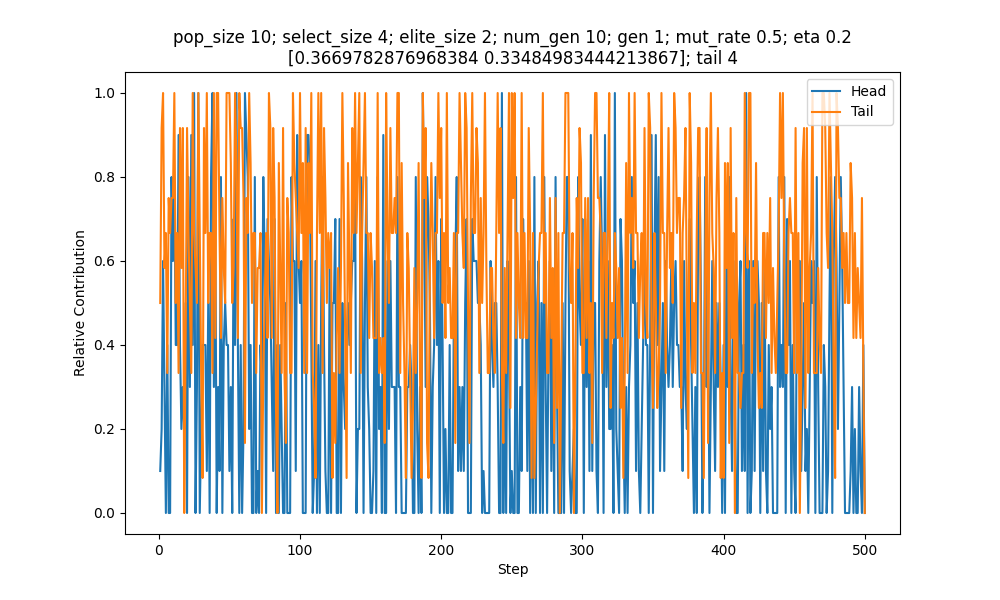 pop_size 10; select_size 4; elite_size 2; num_gen 10; gen 1; mut_rate 0.5; eta 0.2
[0.3669782876968384 0.33484983444213867]; tail 4
Head
Tail
1.0
0.8
0.6
0.4
0.2
0.0
Relative Contribution
0 100 200 300 400 500
Step